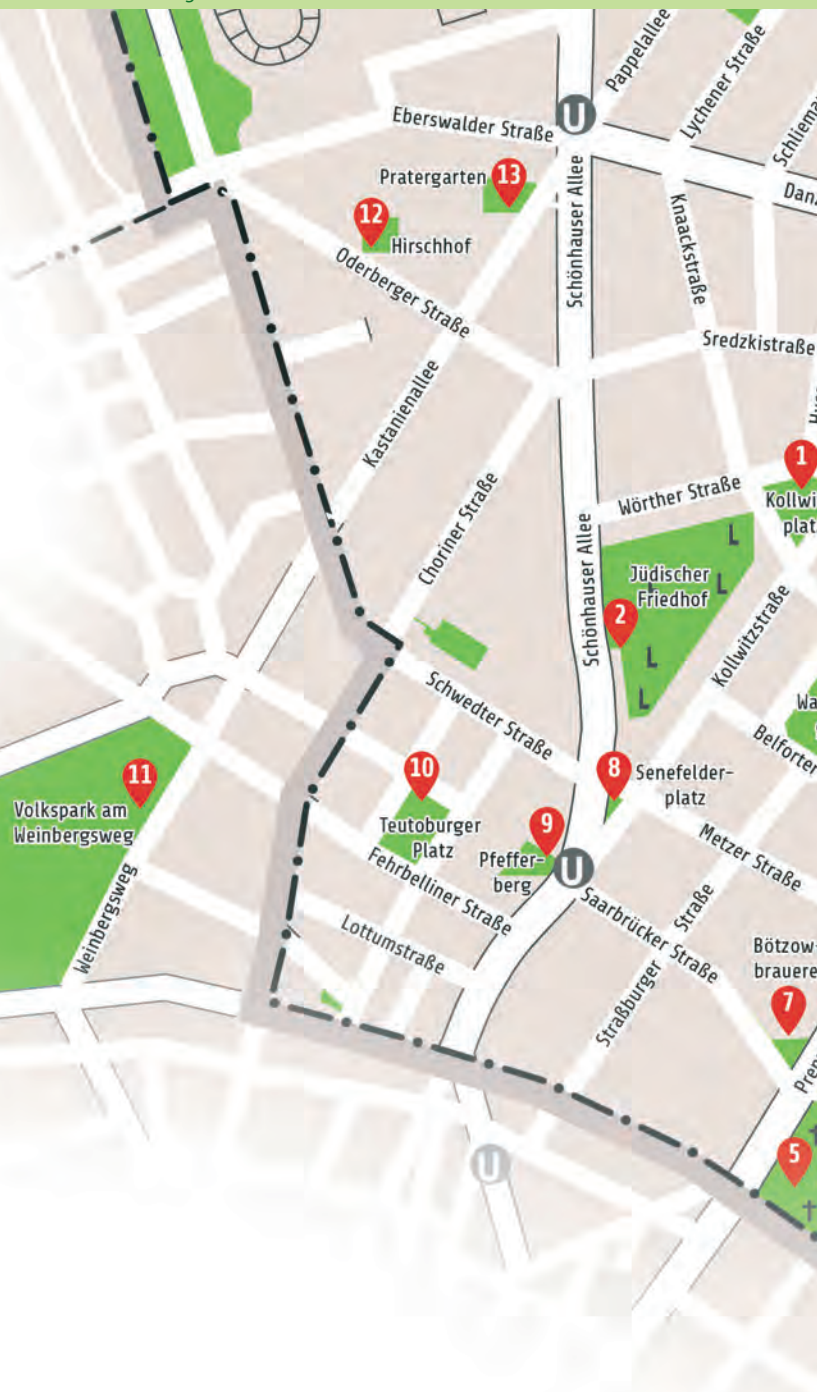 Pappelallee
Lychener Straße
Eberswalder Straße
U
Pratergarten
13
12
Hirschhof
Oderberger Straße
Schönhauser Allee
Knaackstraße
Sredzkistraße
Kastanienallee
Choriner Straße
Wörther Straße
1
Schönhauser Allee
Jüdischer
Friedhof
L
L
L
L
L
2
Kollwitzstraße
Schwedter Straße
11
Volkspark am
Weinbergsweg
10
Teutoburger
Platz
8
Senefelder-
platz
9
Pfeffer-
berg
U
Metzer Straße
Fehrbelliner Straße
Weinbergsweg
Lottumstraße
Saarbrücker Straße
Straßburger Straße
Bötzow-
7
5
U